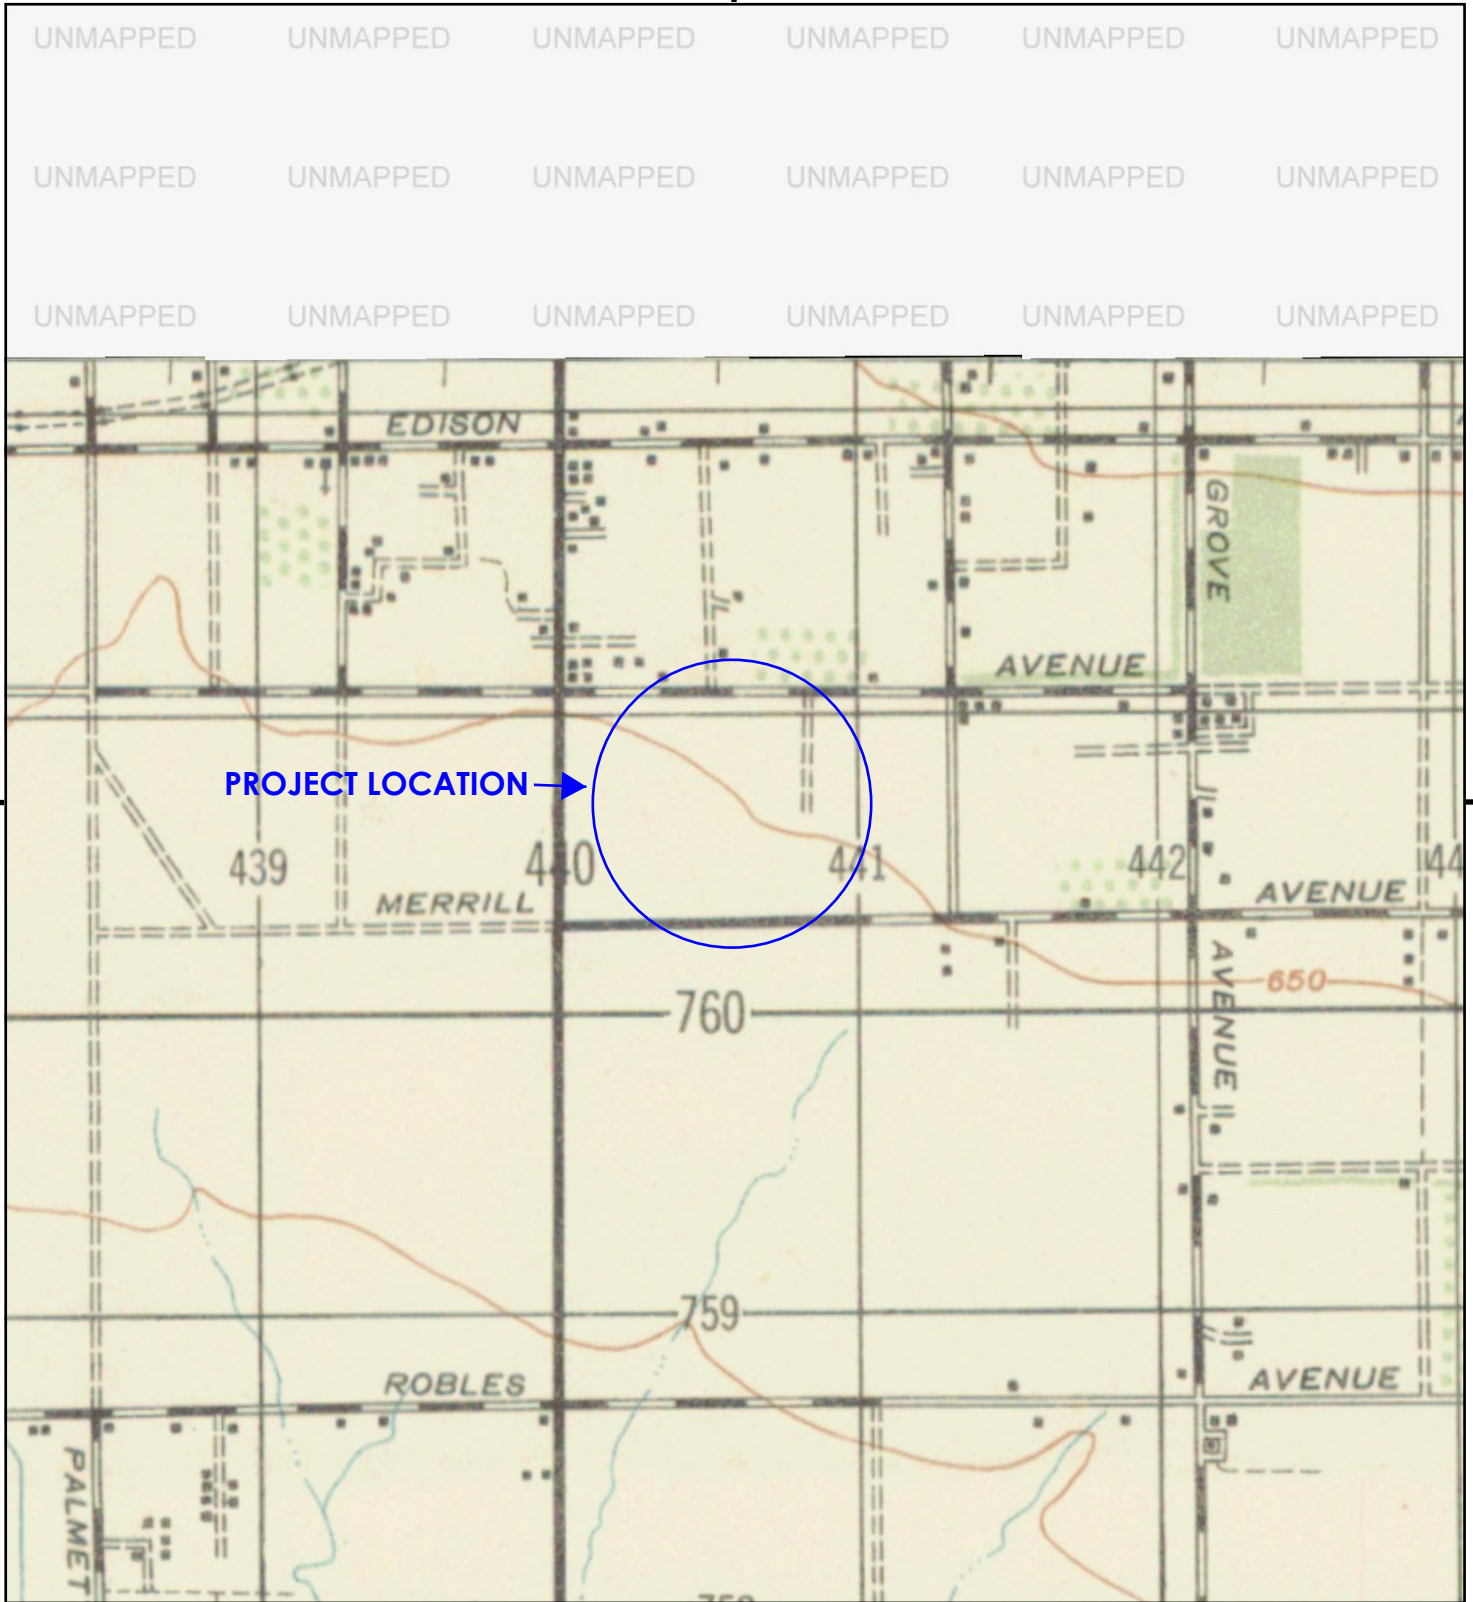 UNMAPPED UNMAPPED UNMAPPED UNMAPPED UNMAPPED UNMAPPED
UNMAPPED UNMAPPED UNMAPPED UNMAPPED UNMAPPED UNMAPPED
UNMAPPED UNMAPPED UNMAPPED UNMAPPED UNMAPPED UNMAPPED
EDISON
GROVE
AVENUE
PROJECT LOCATION
439 440 441 442 44
MERRILL AVENUE
AVENUE
650
760
759
ROBLES AVENUE
PALMET